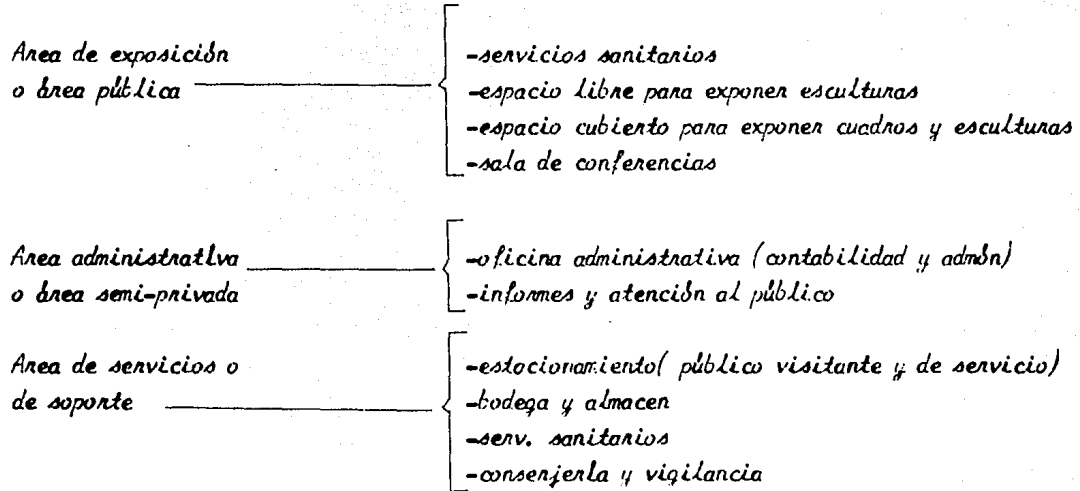 Area de exposición
o área pública
-servicios sanitarios
-espacio libre para exponer esculturas
-espacio cubierto para exponer cuadros y esculturas
-sala de conferencias
Area administrativa
o área semi-privada
-oficina administrativa (contabilidad y admón)
-informes y atención al público
Area de servicios o
de soporte
-estacionamiento( público visitante y de servicio)
-bodega y almacen
-serv. sanitarios
-consenjería y vigilancia